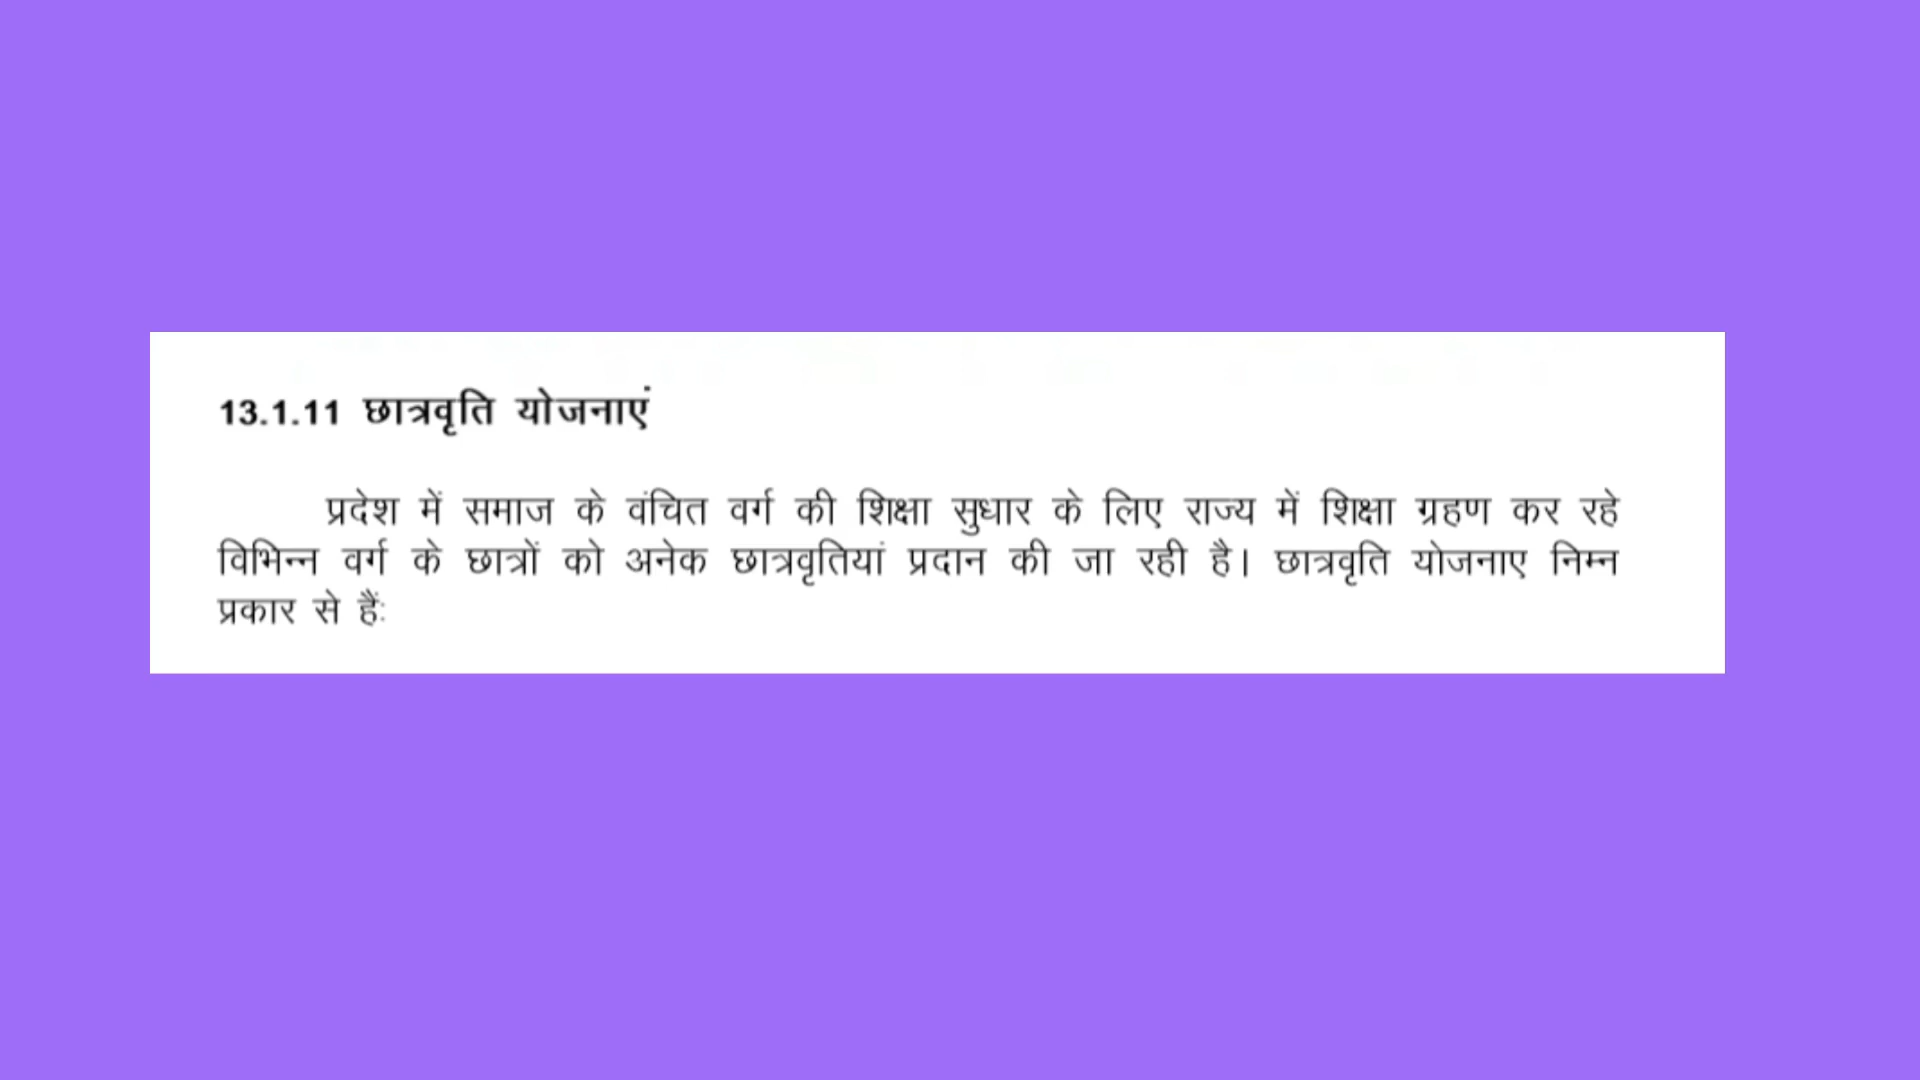 13.1.11 छात्रवृति योजनाएं
प्रदेश में समाज के वंचित वर्ग की शिक्षा सुधार के लिए राज्य में शिक्षा ग्रहण कर रहे
विभिन्न वर्ग के छात्रों को अनेक छात्रवृतियां प्रदान की जा रही है। छात्रवृति योजनाए निम्न
प्रकार से हैं: